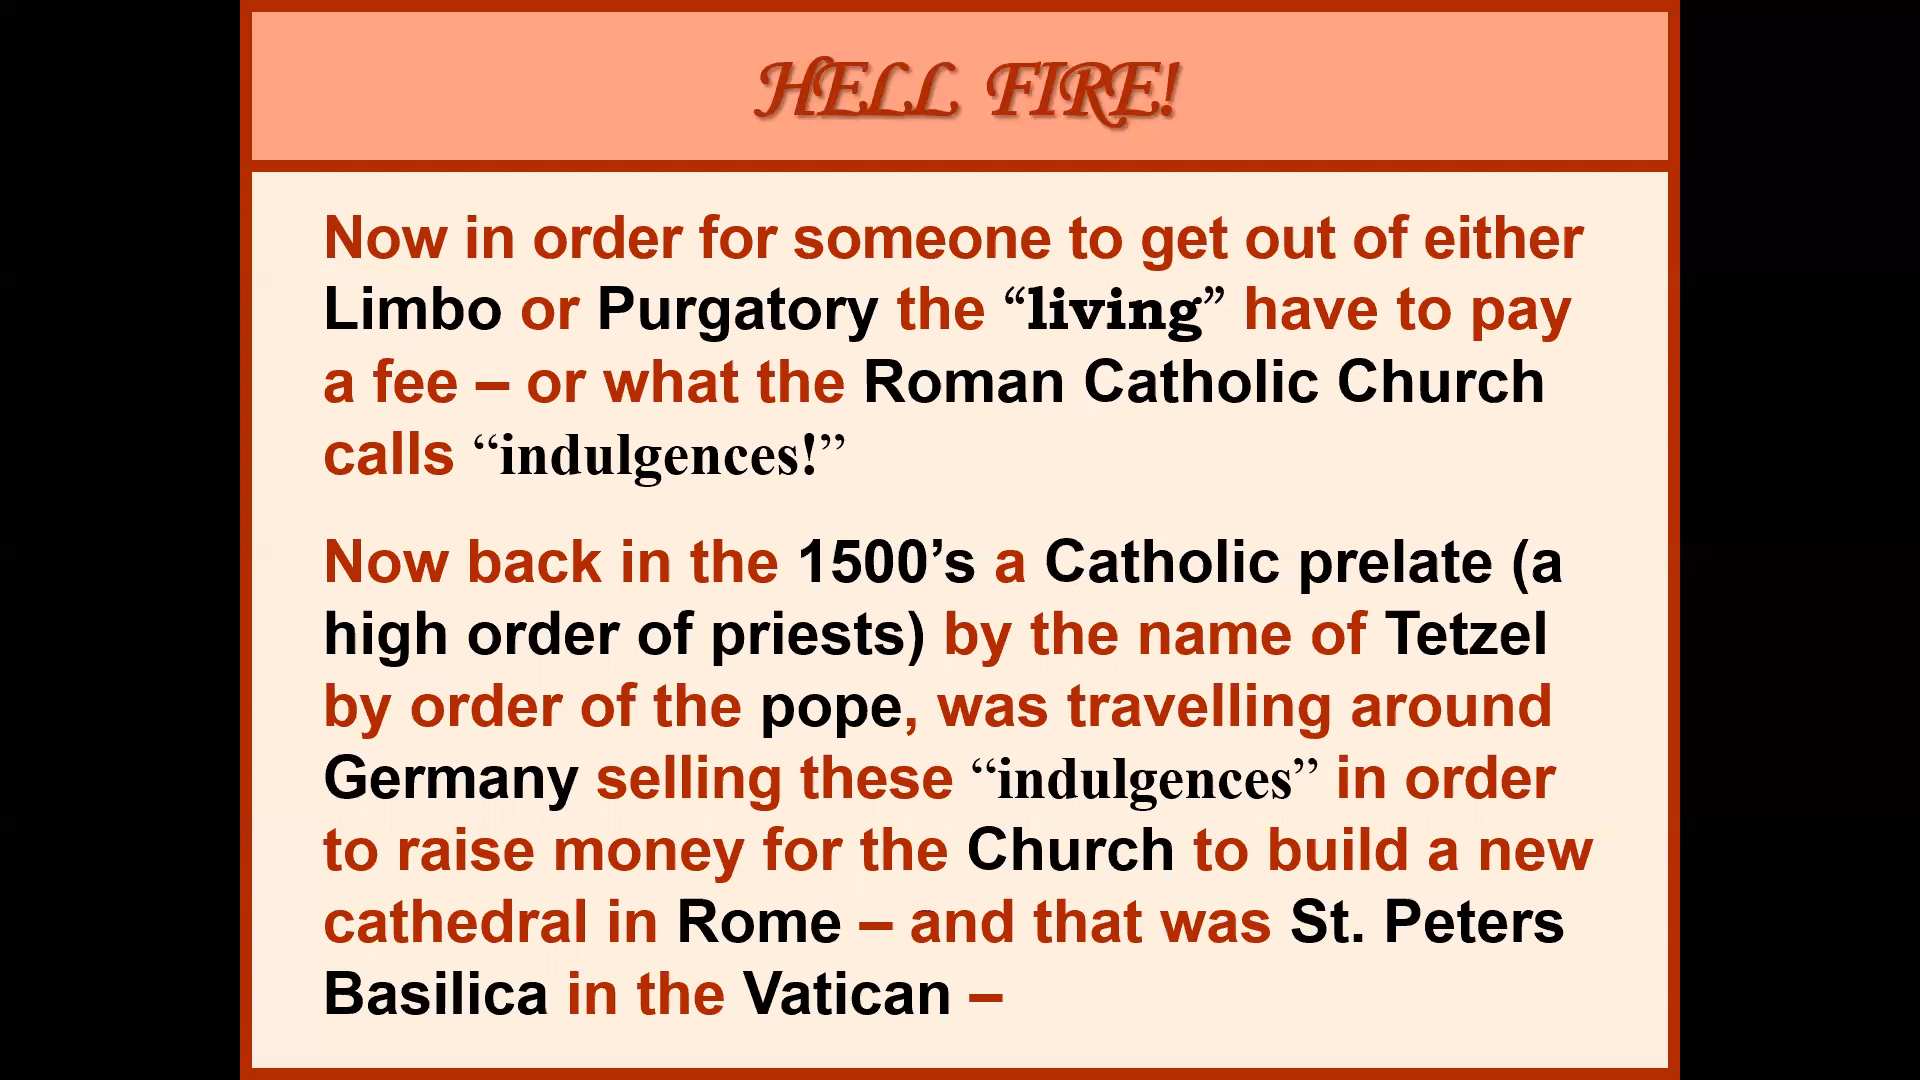 HELL FIRE!
Now in order for someone to get out of either
Limbo or Purgatory the “living” have to pay
a fee – or what the Roman Catholic Church
calls “indulgences!”
Now back in the 1500’s a Catholic prelate (a
high order of priests) by the name of Tetzel
by order of the pope, was travelling around
Germany selling these “indulgences” in order
to raise money for the Church to build a new
cathedral in Rome – and that was St. Peters
Basilica in the Vatican –